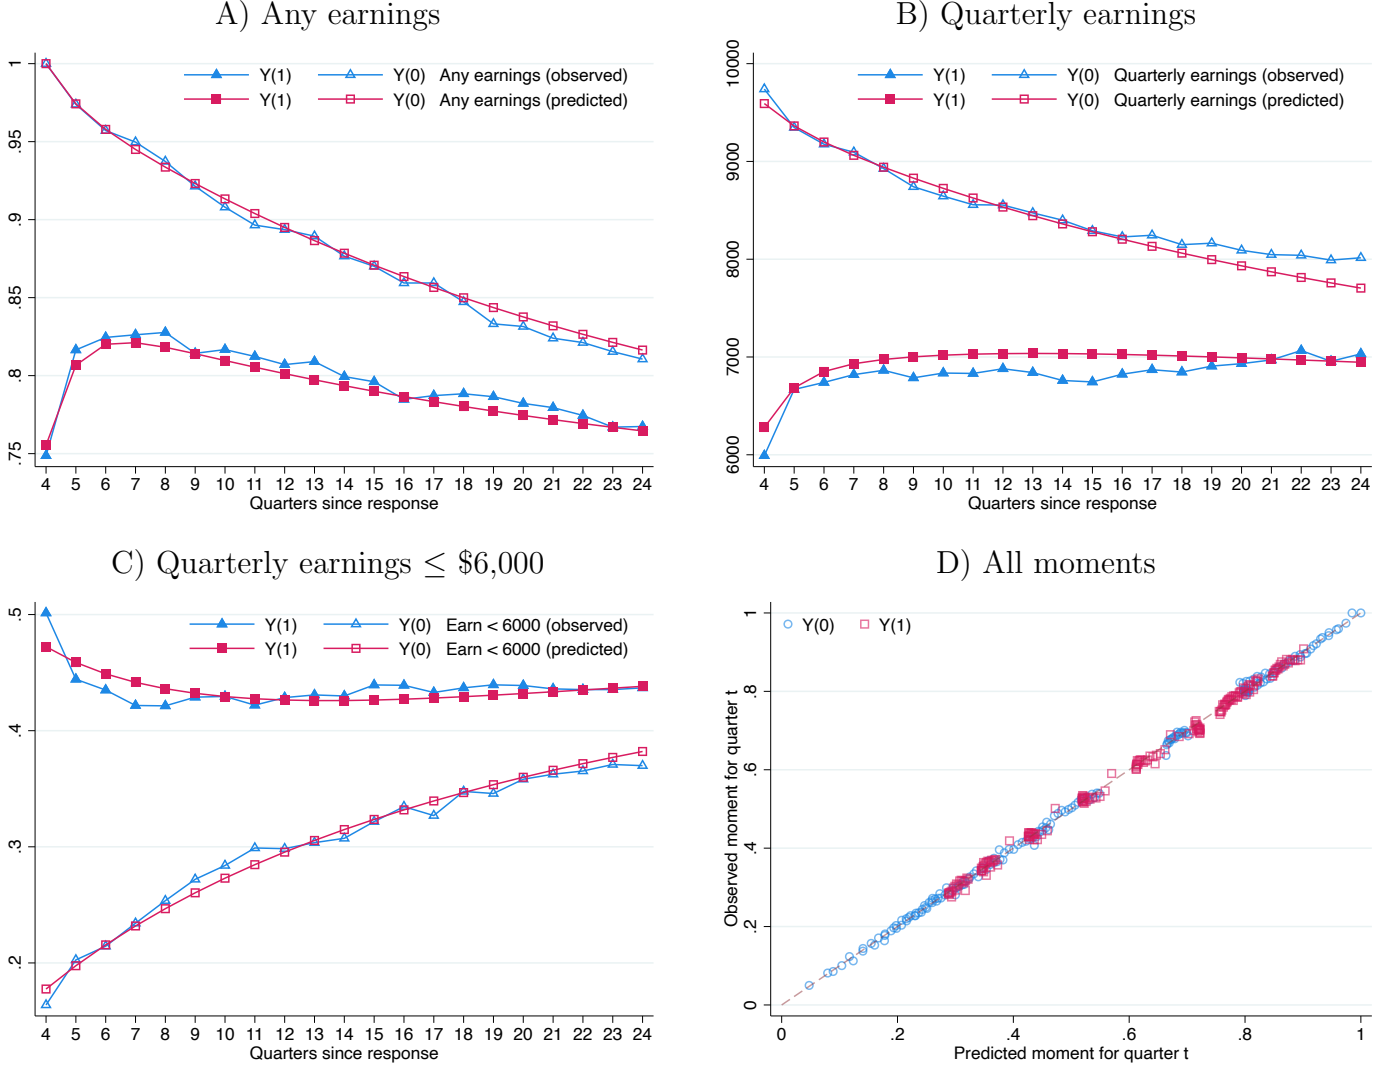 A) Any earnings
Y(1) Y(0) Any earnings (observed)
Y(1) Y(0) Any earnings (predicted)
1
.95
.9
.85
.8
.75
4 5 6 7 8 9 10 11 12 13 14 15 16 17 18 19 20 21 22 23 24
Quarters since response
B) Quarterly earnings
Y(1) Y(0) Quarterly earnings (observed)
Y(1) Y(0) Quarterly earnings (predicted)
10000
9000
8000
7000
6000
4 5 6 7 8 9 10 11 12 13 14 15 16 17 18 19 20 21 22 23 24
Quarters since response
C) Quarterly earnings ≤ $6,000
Y(1) Y(0) Earn < 6000 (observed)
Y(1) Y(0) Earn < 6000 (predicted)
.5
.4
.3
.2
4 5 6 7 8 9 10 11 12 13 14 15 16 17 18 19 20 21 22 23 24
Quarters since response
D) All moments
Y(0) Y(1)
Observed moment for quarter t
1
.8
.6
.4
.2
0
0 .2 .4 .6 .8 1
Predicted moment for quarter t